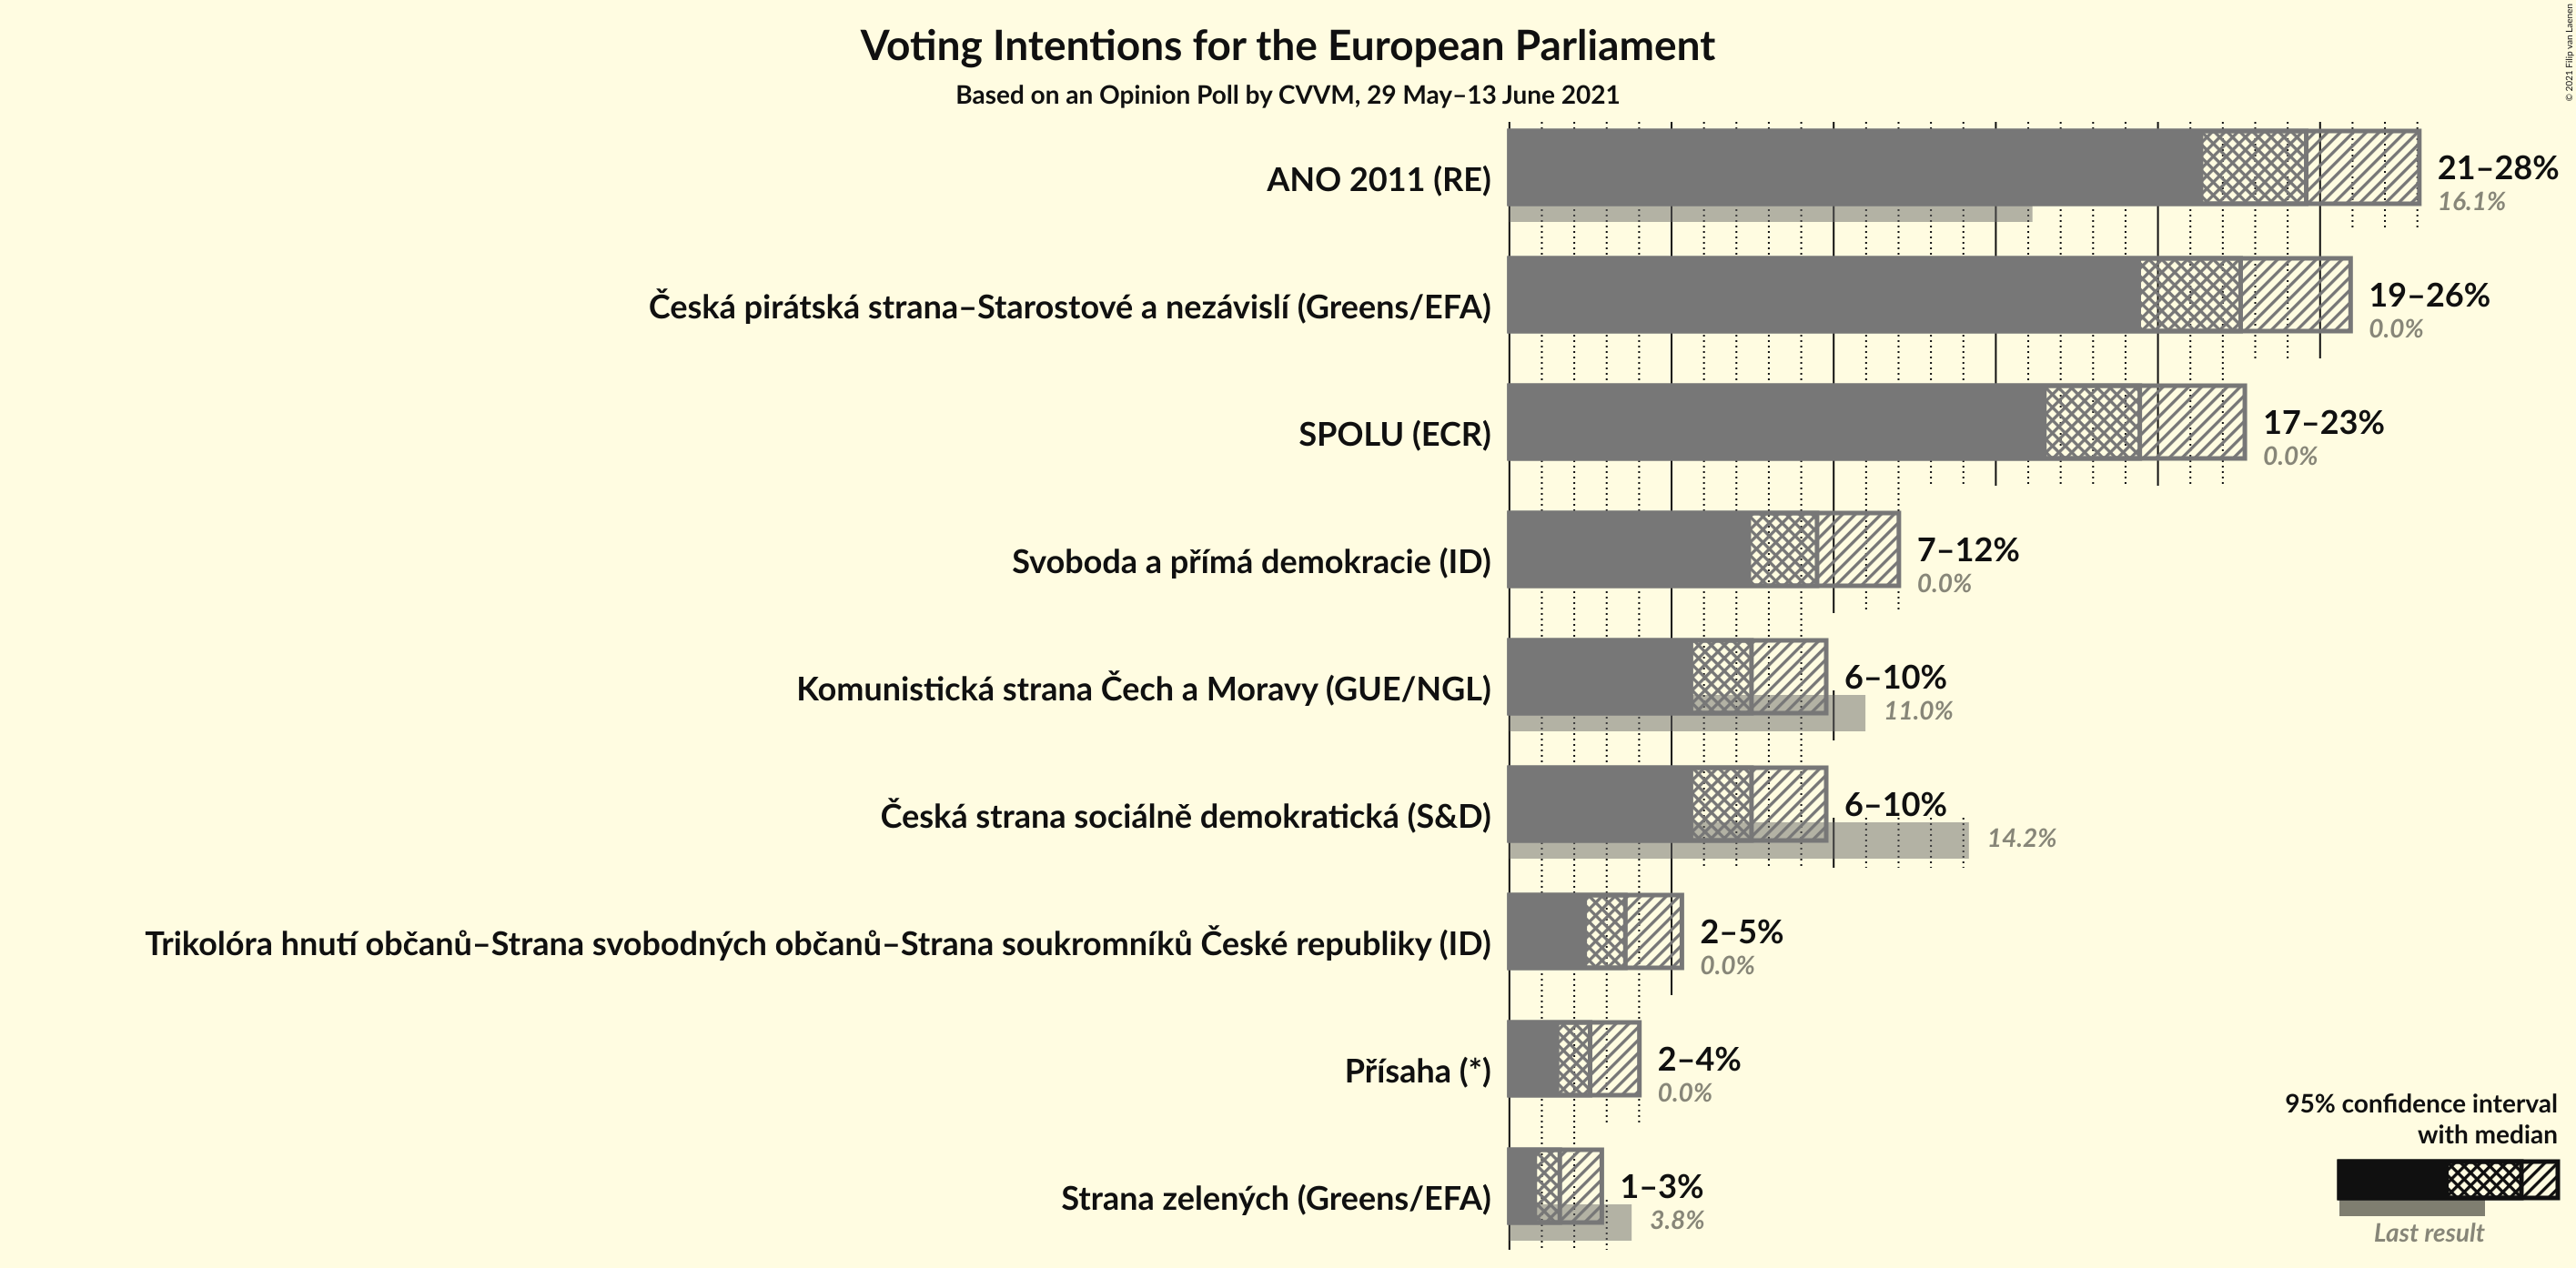 Voting Intentions for the European Parliament
Based on an Opinion Poll by CVVM, 29 May–13 June 2021
© 2021 Filip van Laenen
ANO 2011 (RE)
21–28%
16.1%
Česká pirátská strana–Starostové a nezávislí (Greens/EFA)
19–26%
0.0%
SPOLU (ECR)
17–23%
0.0%
Svoboda a přímá demokracie (ID)
7–12%
0.0%
Komunistická strana Čech a Moravy (GUE/NGL)
6–10%
11.0%
Česká strana sociálně demokratická (S&D)
6–10%
14.2%
Trikolóra hnutí občanů–Strana svobodných občanů–Strana soukromníků České republiky (ID)
2–5%
0.0%
Přísaha (*)
2–4%
0.0%
Strana zelených (Greens/EFA)
1–3%
3.8%
95% confidence interval
with median
Last result